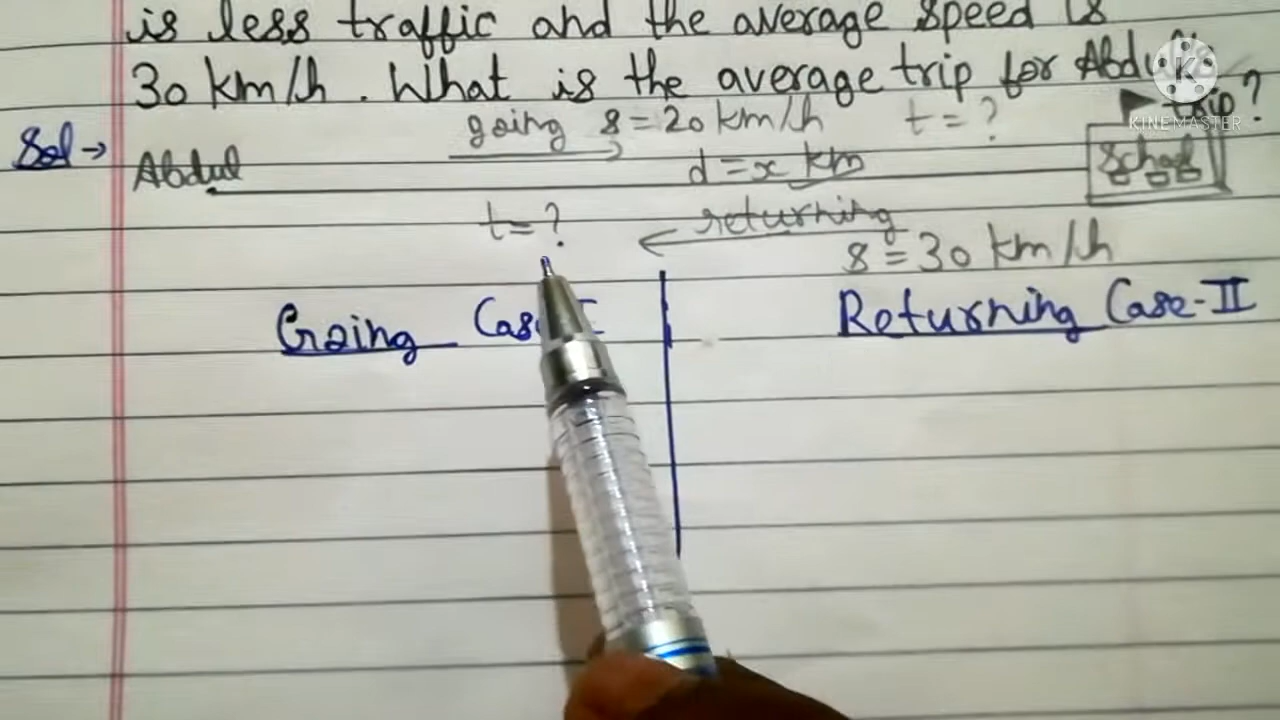 is less traffic and the average speed is
30 km/h. What is the average trip for Abdul's
trip?
Sol→
going s = 20 km/h t = ?
Abdul
d = x km
School
t = ?
returning
s = 30 km/h
Going Case-I
Returning Case-II
KINEMASTER